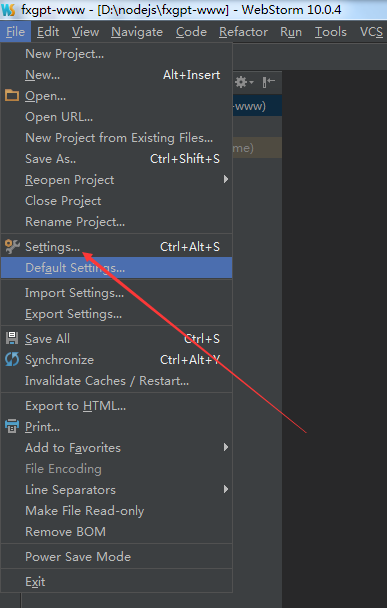 fxgpt-www - [D:\nodejs\fxgpt-www] - WebStorm 10.0.4
File Edit View Navigate Code Refactor Run Tools VCS
New Project...
New... Alt+Insert
Open...
-www)
Open URL...
New Project from Existing Files...
me)
Save As.. Ctrl+Shift+S
Reopen Project
Close Project
Rename Project...
Settings... Ctrl+Alt+S
Default Settings...
Import Settings...
Export Settings...
Save All Ctrl+S
Synchronize Ctrl+Alt+Y
Invalidate Caches / Restart...
Export to HTML...
Print...
Add to Favorites
File Encoding
Line Separators
Make File Read-only
Remove BOM
Power Save Mode
Exit